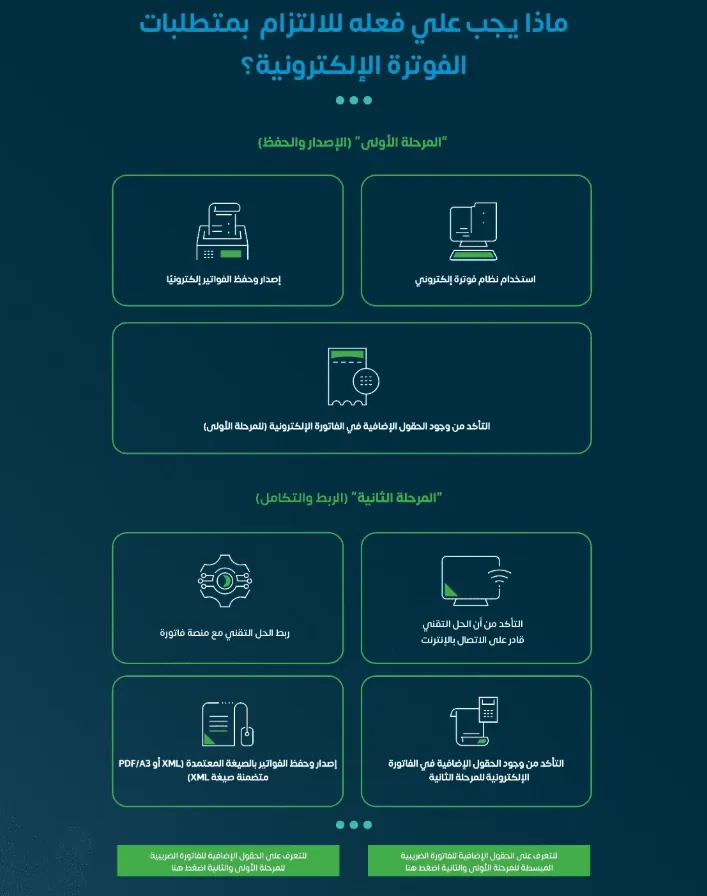 ماذا يجب علي فعله للالتزام بمتطلبات
الفوترة الإلكترونية؟
"المرحلة الأولى" (الإصدار والحفظ)
استخدام نظام فوترة إلكتروني
إصدار وحفظ الفواتير إلكترونيًا
التأكد من وجود الحقول الإضافية في الفاتورة الإلكترونية (للمرحلة الأولى)
"المرحلة الثانية" (الربط والتكامل)
التأكد من أن الحل التقني
قادر على الاتصال بالإنترنت
ربط الحل التقني مع منصة فاتورة
التأكد من وجود الحقول الإضافية في الفاتورة
الإلكترونية للمرحلة الثانية
إصدار وحفظ الفواتير بالصيغة المعتمدة (XML أو PDF/A3
متضمنة صيغة XML)
للتعرف على الحقول الإضافية للفاتورة الضريبية
المبسطة للمرحلة الأولى والثانية اضغط هنا
للتعرف على الحقول الإضافية للفاتورة الضريبية
للمرحلة الأولى والثانية اضغط هنا